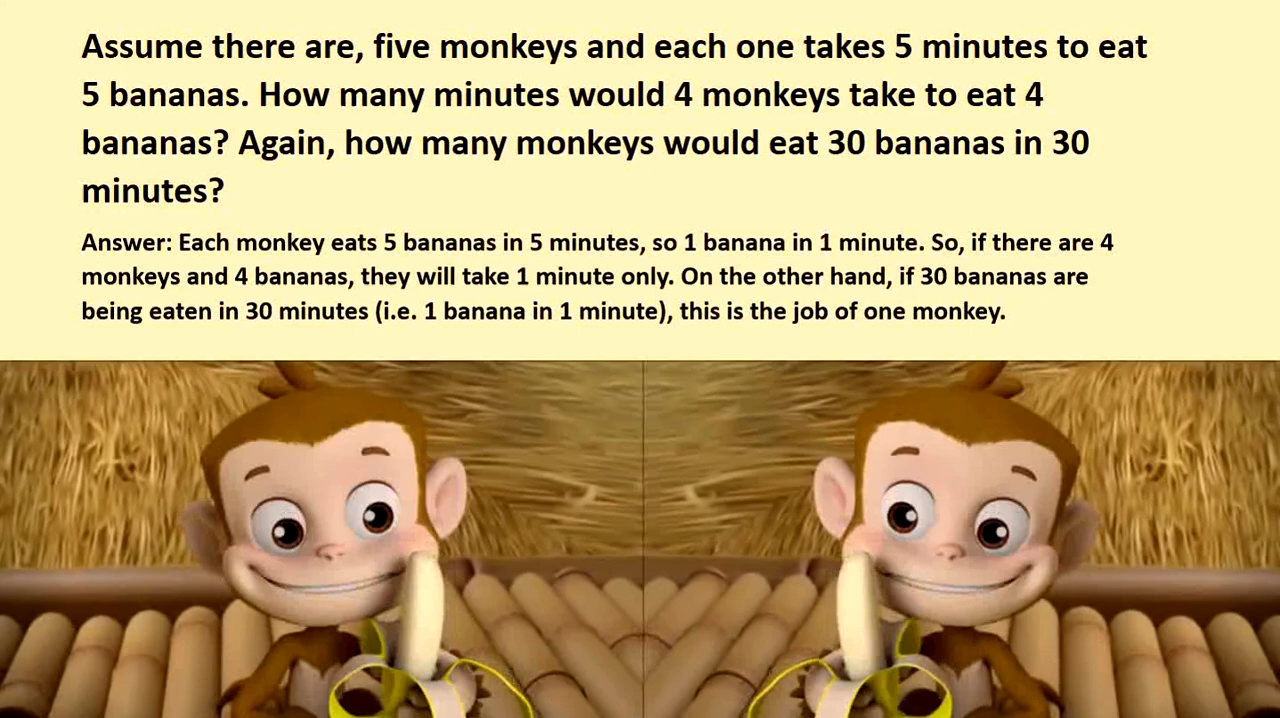 Assume there are, five monkeys and each one takes 5 minutes to eat
5 bananas. How many minutes would 4 monkeys take to eat 4
bananas? Again, how many monkeys would eat 30 bananas in 30
minutes?
Answer: Each monkey eats 5 bananas in 5 minutes, so 1 banana in 1 minute. So, if there are 4
monkeys and 4 bananas, they will take 1 minute only. On the other hand, if 30 bananas are
being eaten in 30 minutes (i.e. 1 banana in 1 minute), this is the job of one monkey.